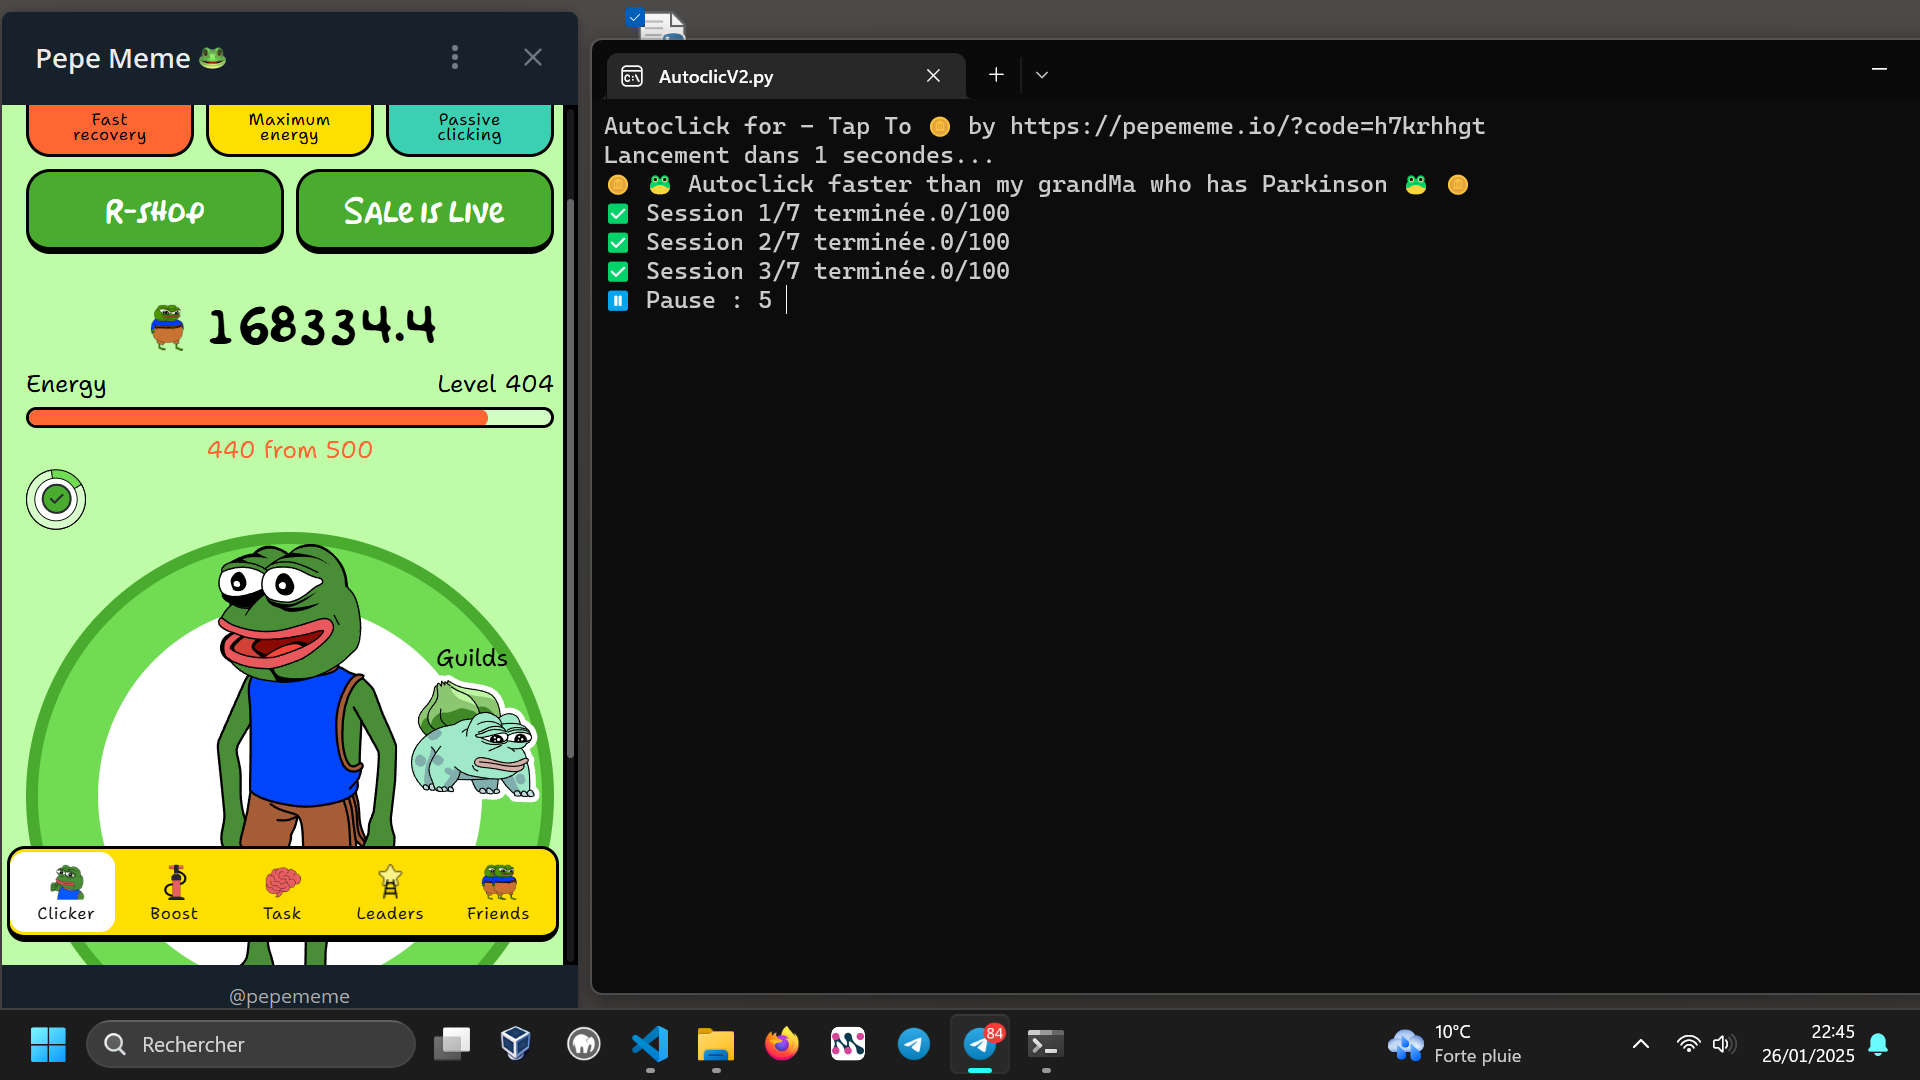 Pepe Meme 🐸
Fast
recovery
Maximum
energy
Passive
clicking
R-SHOP
SALE IS LIVE
168334.4
Energy
Level 404
440 from 500
Guilds
Clicker
Boost
Task
Leaders
Friends
@pepememe
AutoclicV2.py
Autoclick for - Tap To 🪙 by https://pepememe.io/?code=h7krhhgt
Lancement dans 1 secondes...
🪙 🐸 Autoclick faster than my grandMa who has Parkinson 🐸 🪙
✅ Session 1/7 terminée.0/100
✅ Session 2/7 terminée.0/100
✅ Session 3/7 terminée.0/100
⏸ Pause : 5
Rechercher
84
10°C
Forte pluie
22:45
26/01/2025